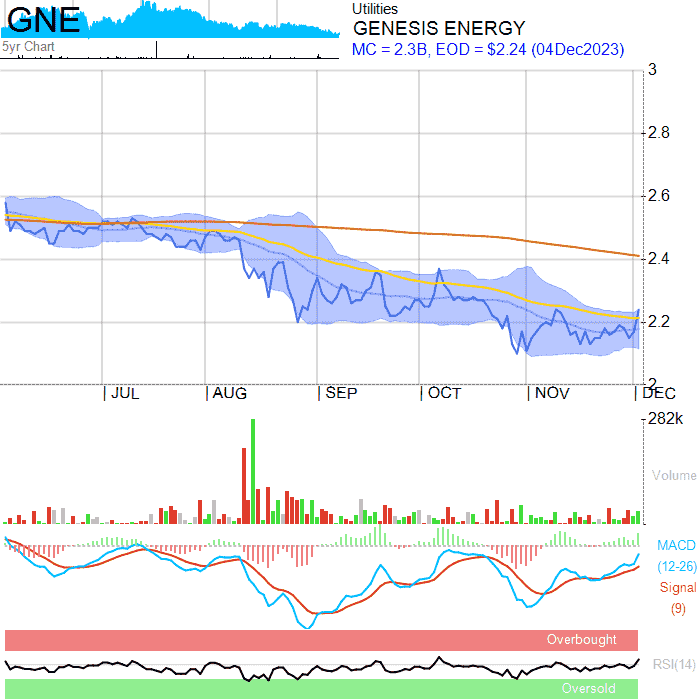 GNE
5yr Chart
Utilities
GENESIS ENERGY
MC = 2.3B, EOD = $2.24 (04Dec2023)
3
2.8
2.6
2.4
2.2
2
JUL AUG SEP OCT NOV DEC
282k
Volume
MACD
(12-26)
Signal
(9)
Overbought
RSI(14)
Oversold